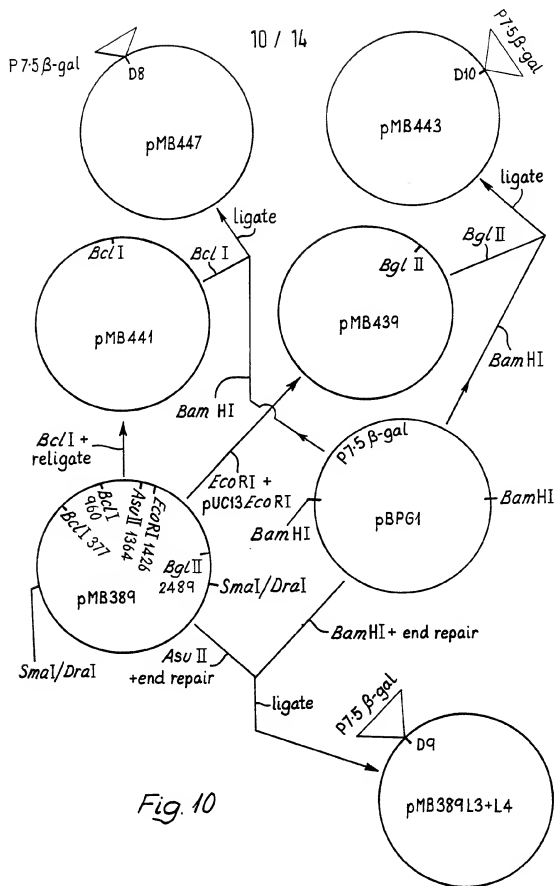 10 / 14
P7·5 β-gal
D8
pMB447
P7·5 β-gal
D10
pMB443
ligate
ligate
BclI
BclI
pMB441
BglII
BglII
pMB439
BamHI
BamHI
BclI +
religate
EcoRI +
pUC13EcoRI
P7·5 β-gal
BamHI
BamHI
pBPG1
BclI 377
BclI
960
AsuII
1364
EcoRI 1426
BglII
2489
SmaI/DraI
pMB389
SmaI/DraI
AsuII
+end repair
BamHI + end repair
ligate
P7·5 β-gal
D9
pMB389L3+L4
Fig. 10